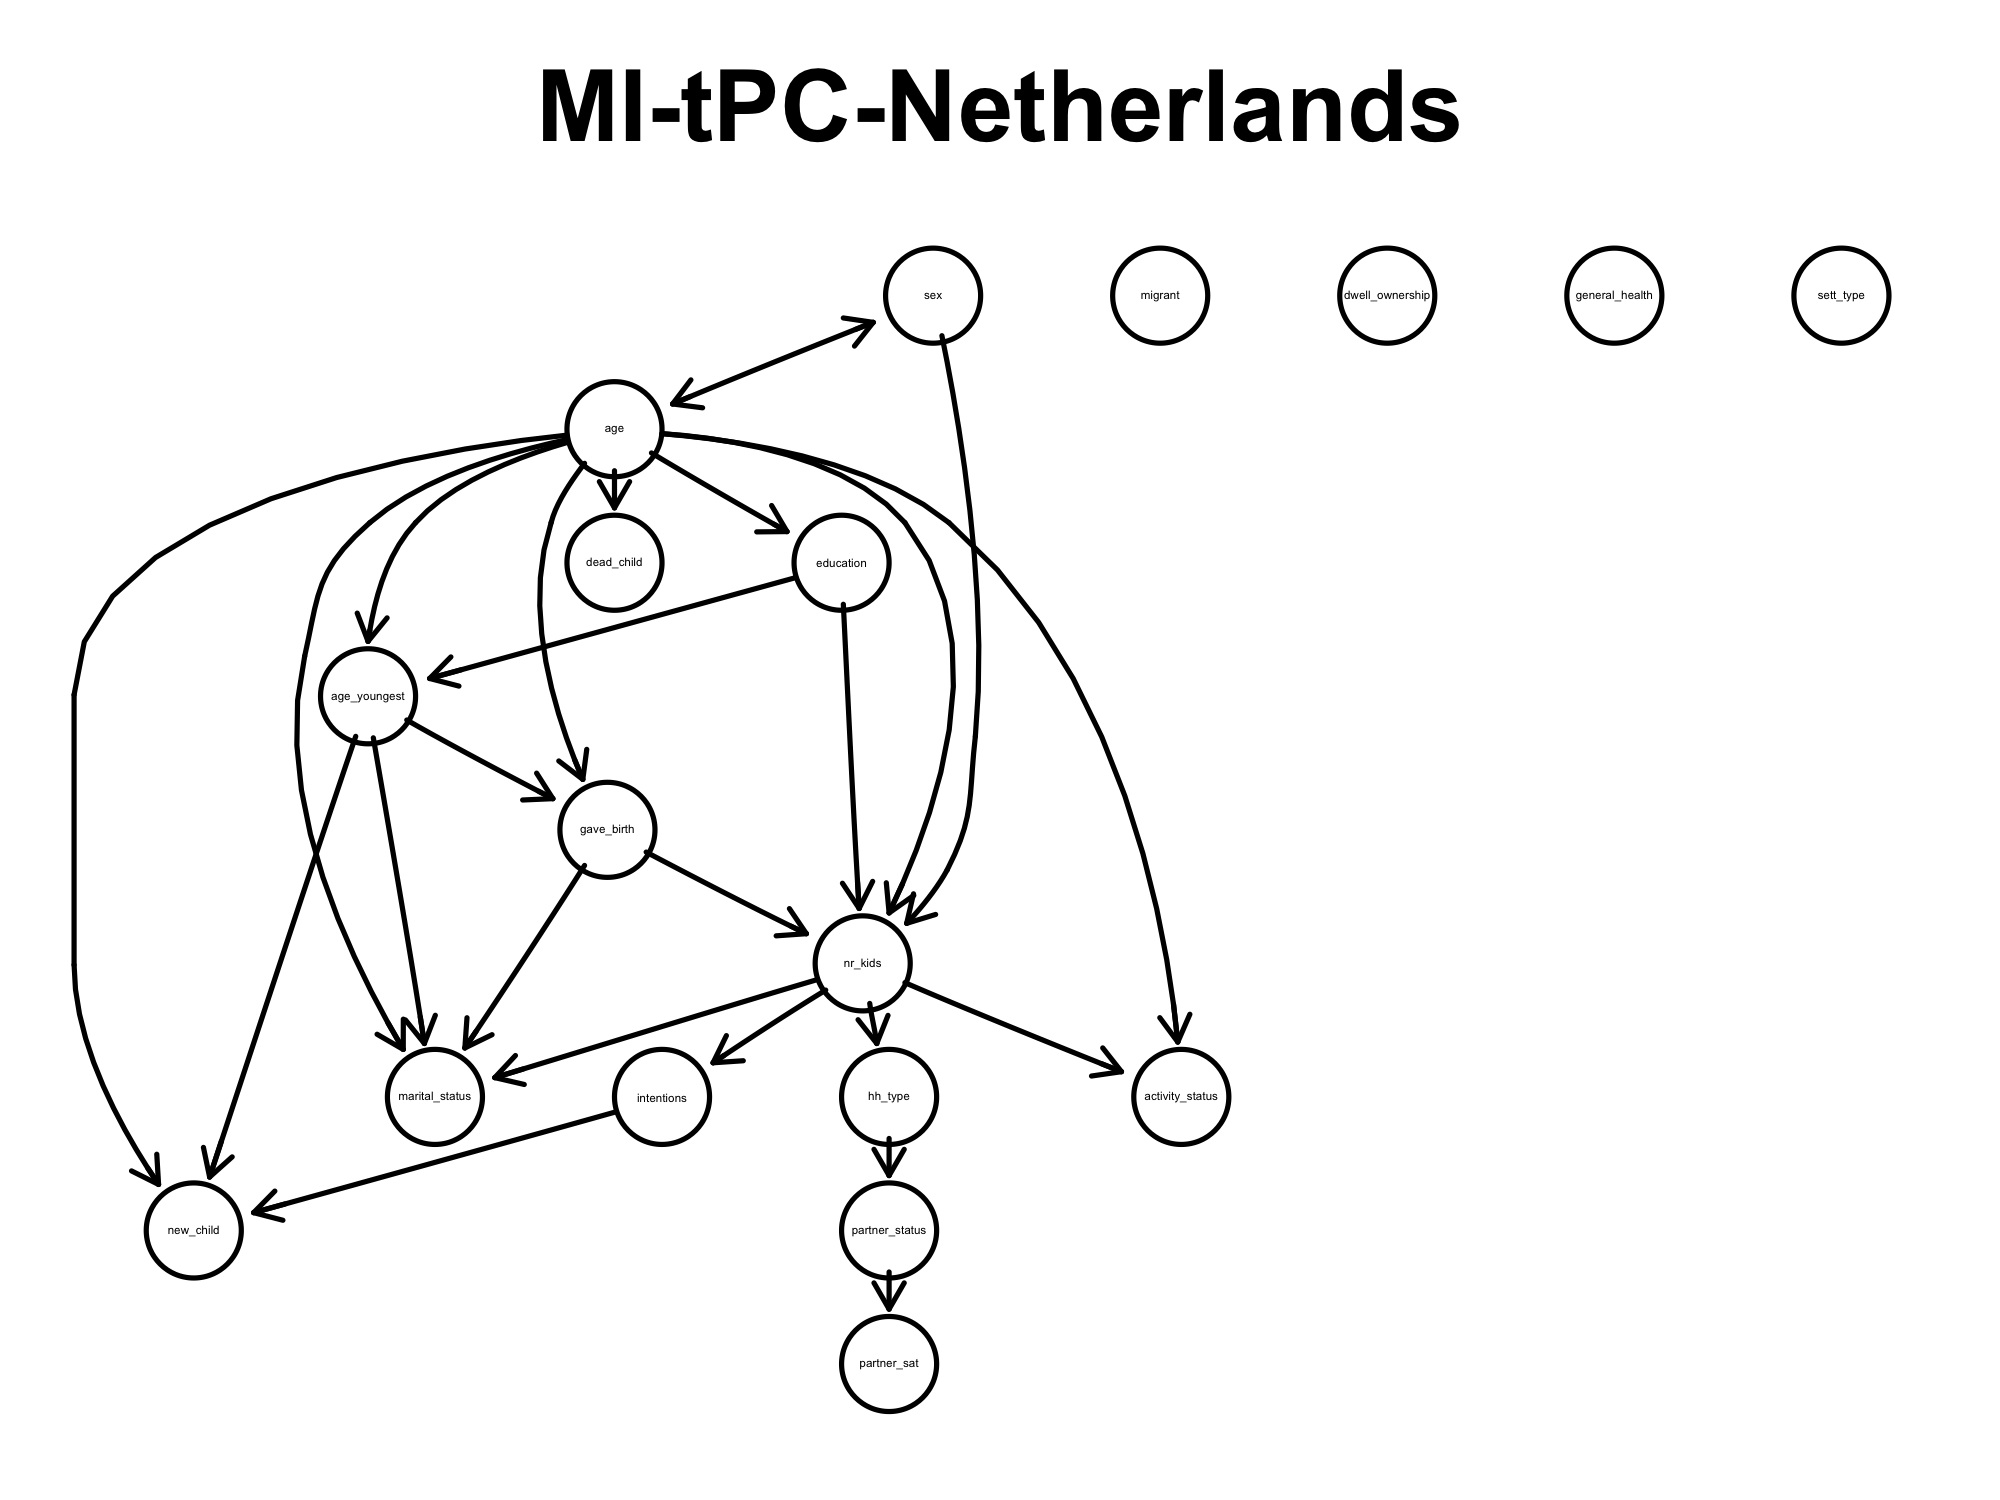 MI-tPC-Netherlands
sex
migrant
dwell_ownership
general_health
sett_type
age
dead_child
education
age_youngest
gave_birth
nr_kids
marital_status
intentions
hh_type
activity_status
new_child
partner_status
partner_sat